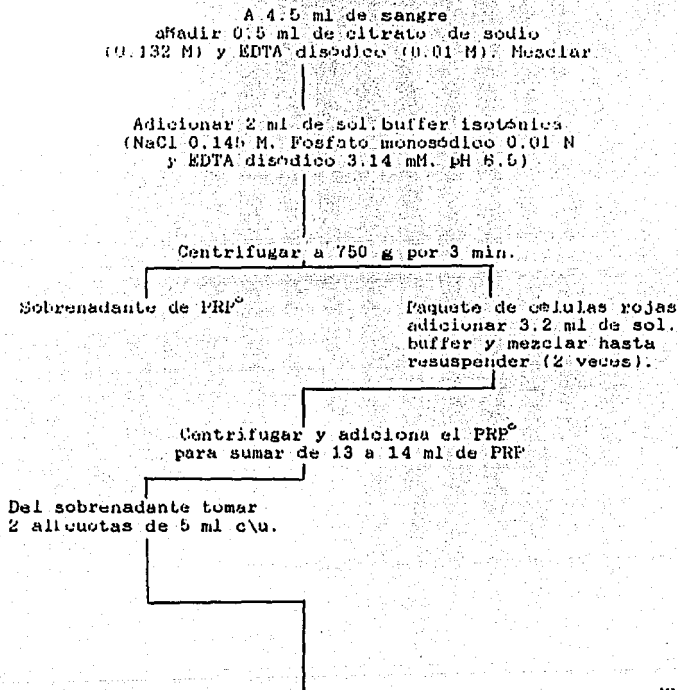 A 4.5 ml de sangre
añadir 0.5 ml de citrato de sodio
(0.132 M) y EDTA disódico (0.01 M). Mezclar
Adicionar 2 ml de sol. buffer isotónica
(NaCl 0.145 M. Fosfato monosódico 0.01 N
y EDTA disódico 3.14 mM. pH 6.5)
Centrifugar a 750 g por 3 min.
Sobrenadante de PRP°
Paquete de células rojas
adicionar 3.2 ml de sol.
buffer y mezclar hasta
resuspender (2 veces).
Centrifugar y adiciona el PRP°
para sumar de 13 a 14 ml de PRP
Del sobrenadante tomar
2 alícuotas de 5 ml c\u.